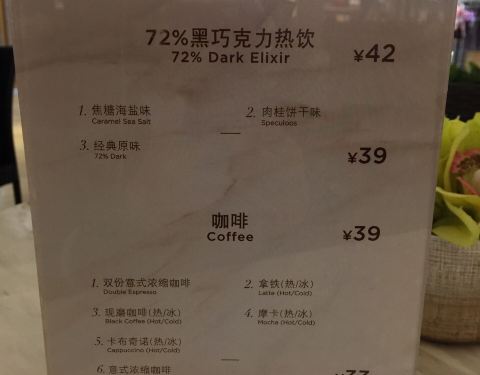 72%黑巧克力热饮
72% Dark Elixir
¥42
1. 焦糖海盐味
Caramel Sea Salt
2. 肉桂饼干味
Speculoos
3. 经典原味
72% Dark
¥39
咖啡
Coffee
¥39
1. 双份意式浓缩咖啡
Double Espresso
2. 拿铁(热/冰)
Latte (Hot/Cold)
3. 现磨咖啡(热/冰)
Black Coffee (Hot/Cold)
4. 摩卡(热/冰)
Mocha (Hot/Cold)
5. 卡布奇诺(热/冰)
Cappuccino (Hot/Cold)
6. 意式浓缩咖啡